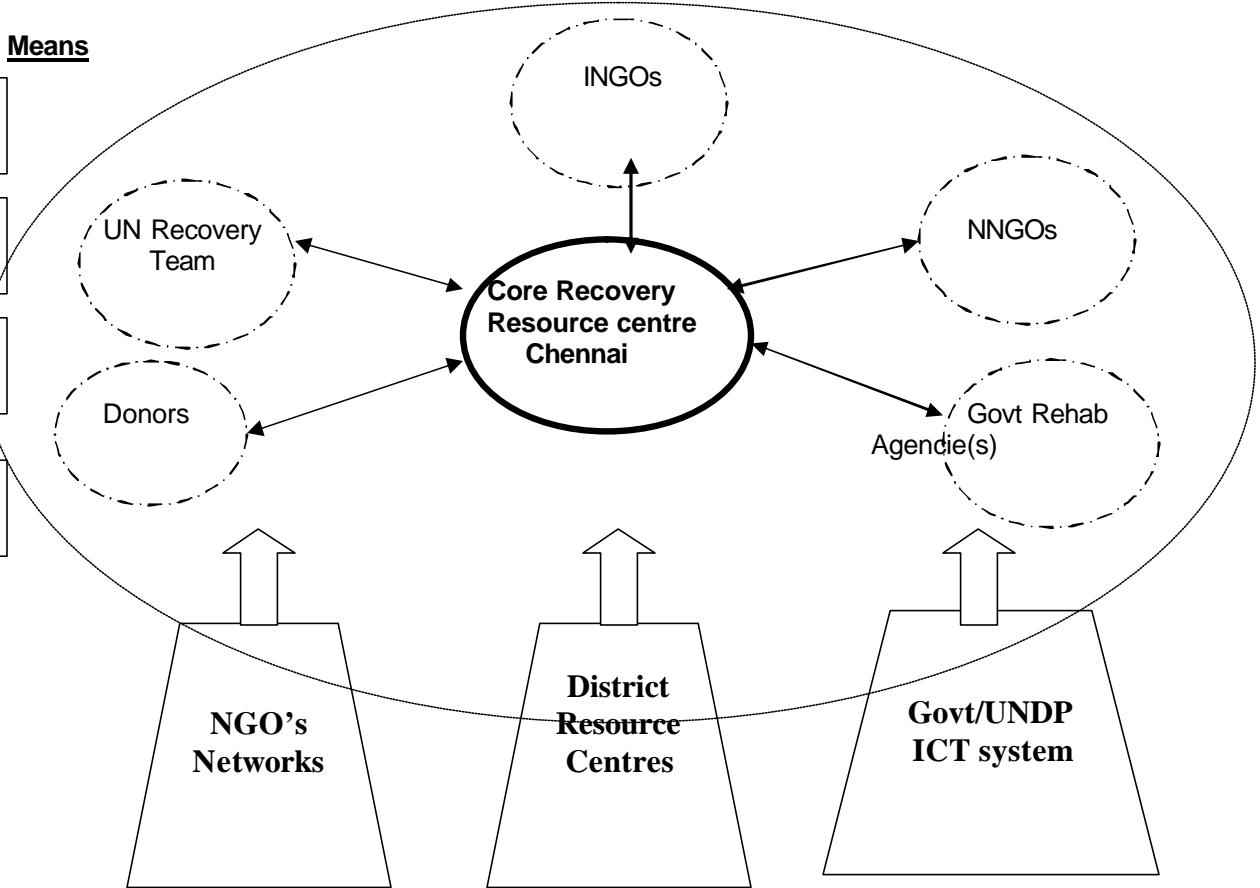 Means
INGOs
UN Recovery
Team
NNGOs
Core Recovery
Resource centre
Chennai
Donors
Govt Rehab
Agencie(s)
NGO’s
Networks
District
Resource
Centres
Govt/UNDP
ICT system